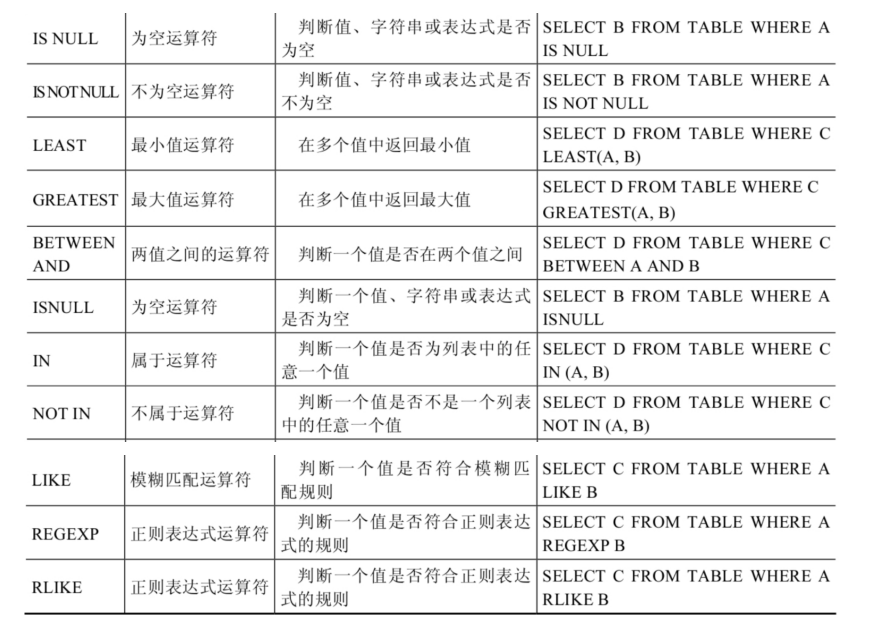 IS NULL 为空运算符 判断值、字符串或表达式是否为空 SELECT B FROM TABLE WHERE A IS NULL
IS NOT NULL 不为空运算符 判断值、字符串或表达式是否不为空 SELECT B FROM TABLE WHERE A IS NOT NULL
LEAST 最小值运算符 在多个值中返回最小值 SELECT D FROM TABLE WHERE C LEAST(A, B)
GREATEST 最大值运算符 在多个值中返回最大值 SELECT D FROM TABLE WHERE C GREATEST(A, B)
BETWEEN AND 两值之间的运算符 判断一个值是否在两个值之间 SELECT D FROM TABLE WHERE C BETWEEN A AND B
ISNULL 为空运算符 判断一个值、字符串或表达式是否为空 SELECT B FROM TABLE WHERE A ISNULL
IN 属于运算符 判断一个值是否为列表中的任意一个值 SELECT D FROM TABLE WHERE C IN (A, B)
NOT IN 不属于运算符 判断一个值是否不是一个列表中的任意一个值 SELECT D FROM TABLE WHERE C NOT IN (A, B)
LIKE 模糊匹配运算符 判断一个值是否符合模糊匹配规则 SELECT C FROM TABLE WHERE A LIKE B
REGEXP 正则表达式运算符 判断一个值是否符合正则表达式的规则 SELECT C FROM TABLE WHERE A REGEXP B
RLIKE 正则表达式运算符 判断一个值是否符合正则表达式的规则 SELECT C FROM TABLE WHERE A RLIKE B